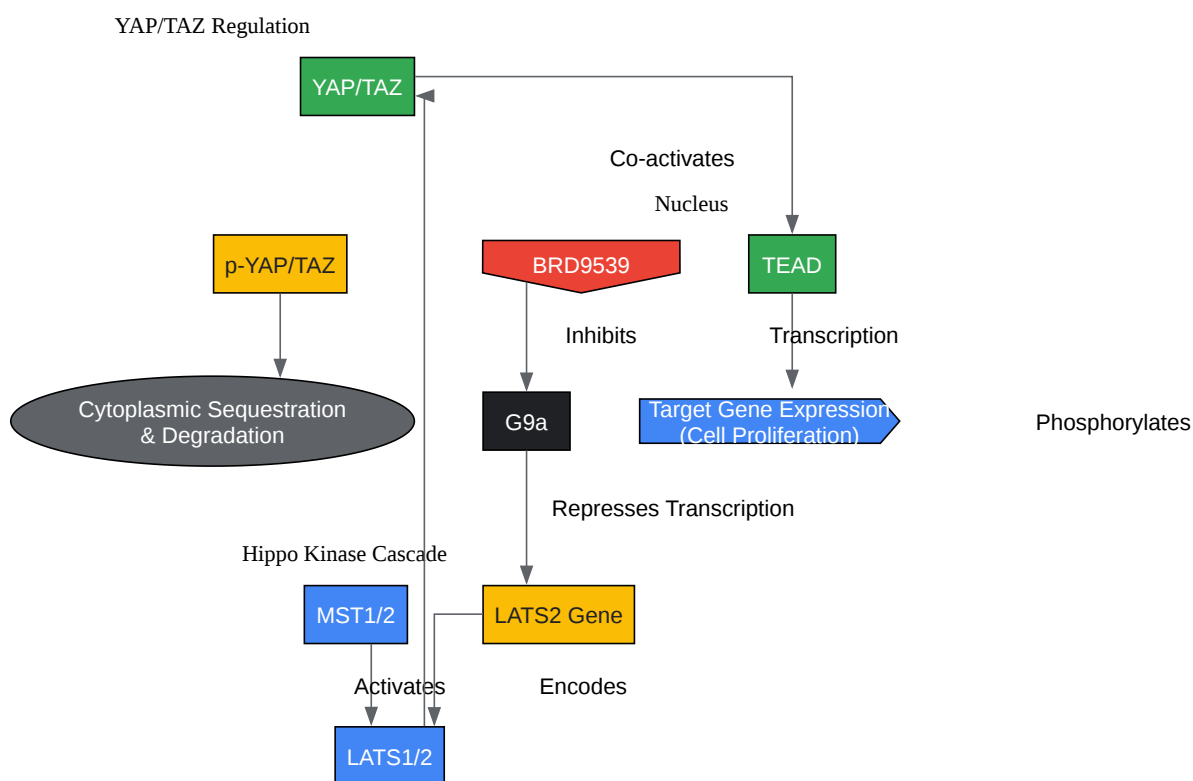 YAP/TAZ Regulation
YAP/TAZ
Co-activates
Nucleus
p-YAP/TAZ
BRD9539
TEAD
Inhibits
Transcription
Cytoplasmic Sequestration
& Degradation
G9a
Target Gene Expression
(Cell Proliferation)
Phosphorylates
Represses Transcription
Hippo Kinase Cascade
MST1/2
LATS2 Gene
Activates
Encodes
LATS1/2